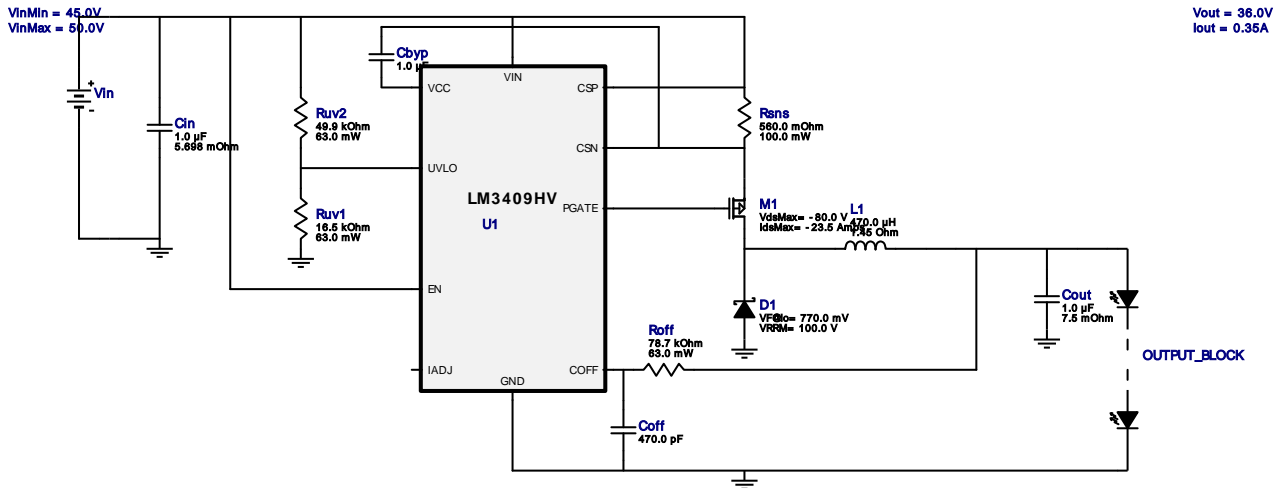 VinMin = 45.0V
VinMax = 50.0V
Vout = 36.0V
Iout = 0.35A
Vin
Cin
1.0 µF
5.698 mOhm
Ruv2
49.9 kOhm
63.0 mW
Ruv1
16.5 kOhm
63.0 mW
Cbyp
1.0 µF
VIN
VCC
UVLO
EN
IADJ
GND
CSP
CSN
PGATE
COFF
LM3409HV
U1
Rsns
560.0 mOhm
100.0 mW
M1
VdsMax= -80.0 V
IdsMax= -23.5 Amps
L1
470.0 µH
1.45 Ohm
D1
VF@Io= 770.0 mV
VRRM= 100.0 V
Roff
78.7 kOhm
63.0 mW
Coff
470.0 pF
Cout
1.0 µF
7.5 mOhm
OUTPUT_BLOCK